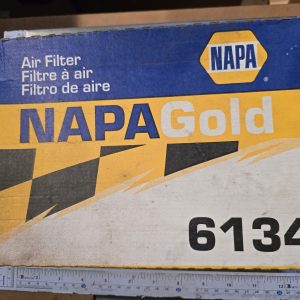 Air Filter
Filtre à air
Filtro de aire
NAPA
NAPAGold
6134